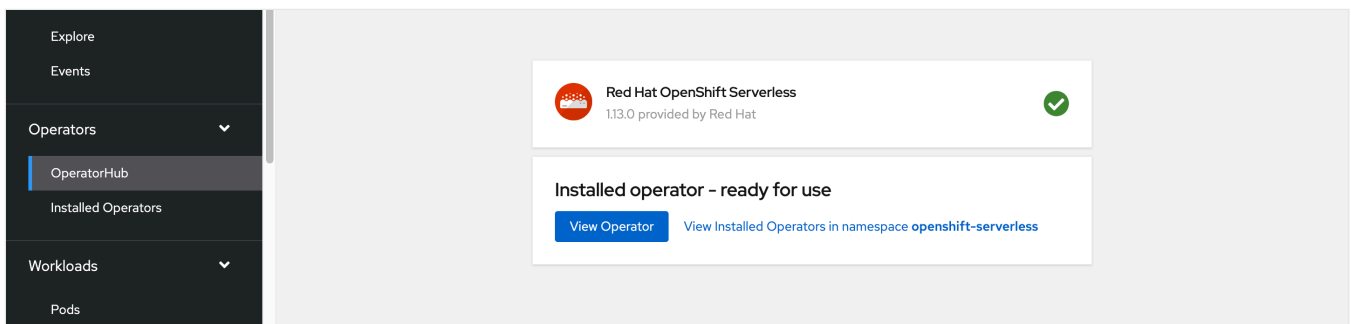 Explore
Events
Operators
OperatorHub
Installed Operators
Workloads
Pods
Red Hat OpenShift Serverless
1.13.0 provided by Red Hat
Installed operator - ready for use
View Operator
View Installed Operators in namespace openshift-serverless